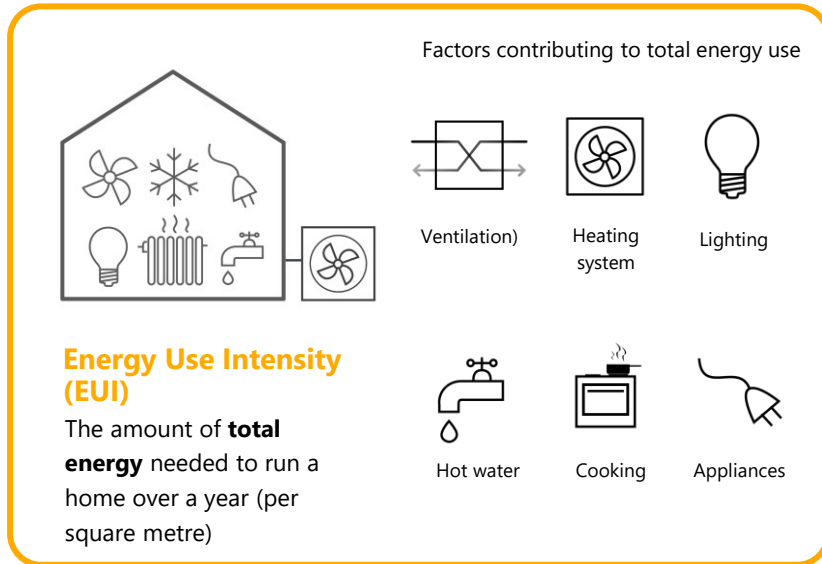 Factors contributing to total energy use
Ventilation)
Heating
system
Lighting
Energy Use Intensity
(EUI)
The amount of total
energy needed to run a
home over a year (per
square metre)
Hot water
Cooking
Appliances